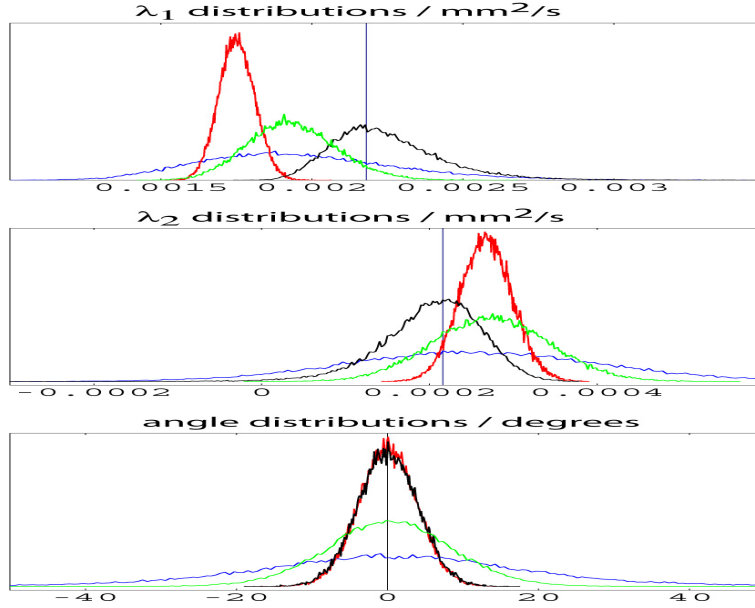 λ₁ distributions / mm²/s
0.0015 0.002 0.0025 0.003
λ₂ distributions / mm²/s
-0.0002 0 0.0002 0.0004
angle distributions / degrees
-40 -20 0 20 40